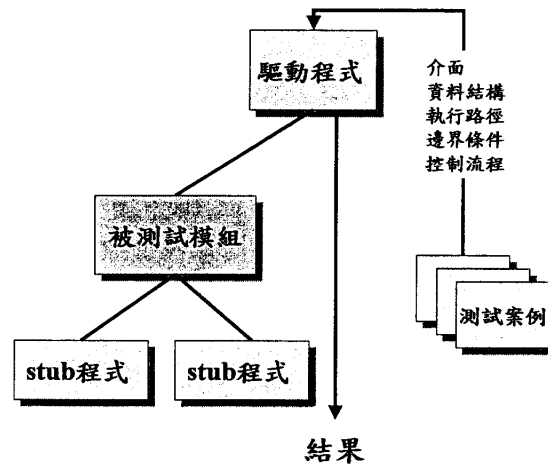 驅動程式
介面
資料結構
執行路徑
邊界條件
控制流程
被測試模組
測試案例
stub程式
stub程式
結果